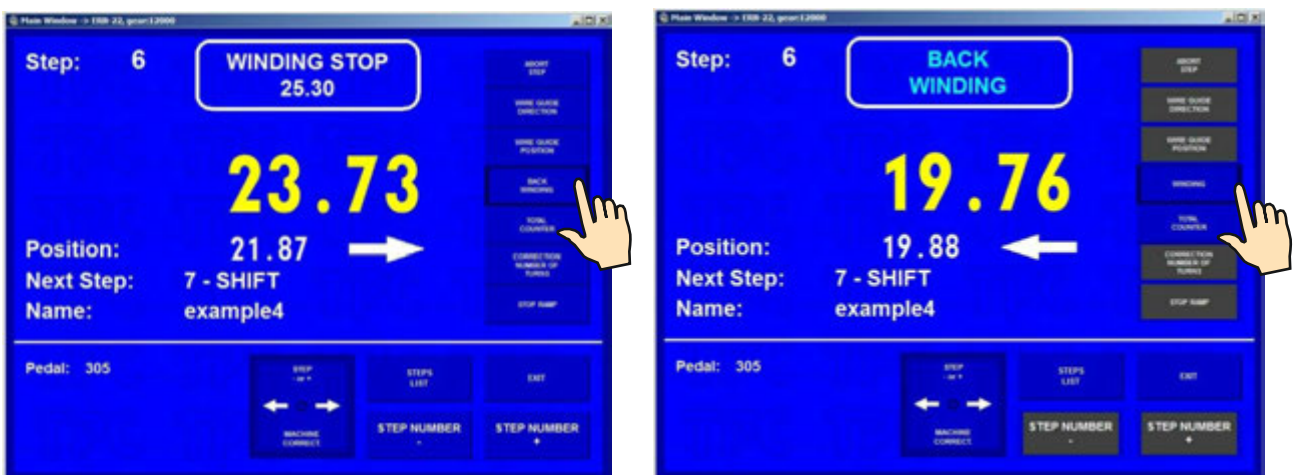 Main Window -> ERB-22, gear:12000
Step: 6
WINDING STOP
25.30
ABORT
STEP
WIRE GUIDE
DIRECTION
WIRE GUIDE
POSITION
23.73
BACK
WINDING
TOTAL
COUNTER
Position: 21.87
CORRECTION
NUMBER OF
TURNS
Next Step: 7 - SHIFT
Name: example4
STOP RAMP
Pedal: 305
STEP
- or +
STEPS
LIST
EXIT
MACHINE
CORRECT.
STEP NUMBER
-
STEP NUMBER
+
Main Window -> ERB-22, gear:12000
Step: 6
BACK
WINDING
ABORT
STEP
WIRE GUIDE
DIRECTION
WIRE GUIDE
POSITION
19.76
WINDING
TOTAL
COUNTER
Position: 19.88
CORRECTION
NUMBER OF
TURNS
Next Step: 7 - SHIFT
Name: example4
STOP RAMP
Pedal: 305
STEP
- or +
STEPS
LIST
EXIT
MACHINE
CORRECT.
STEP NUMBER
-
STEP NUMBER
+